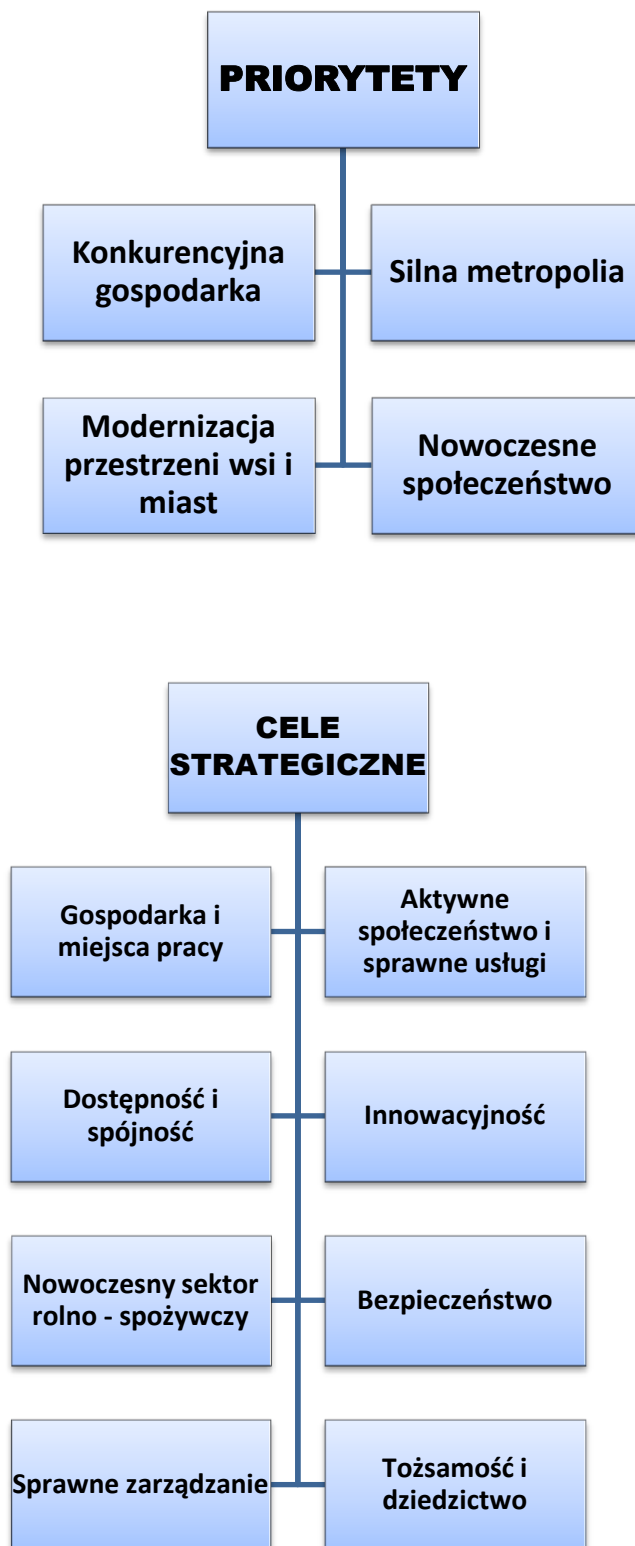 PRIORYTETY
Konkurencyjna
gospodarka
Silna metropolia
Modernizacja
przestrzeni wsi i
miast
Nowoczesne
społeczeństwo
CELE
STRATEGICZNE
Gospodarka i
miejsca pracy
Aktywne
społeczeństwo i
sprawne usługi
Dostępność i
spójność
Innowacyjność
Nowoczesny sektor
rolno - spożywczy
Bezpieczeństwo
Sprawne zarządzanie
Tożsamość i
dziedzictwo